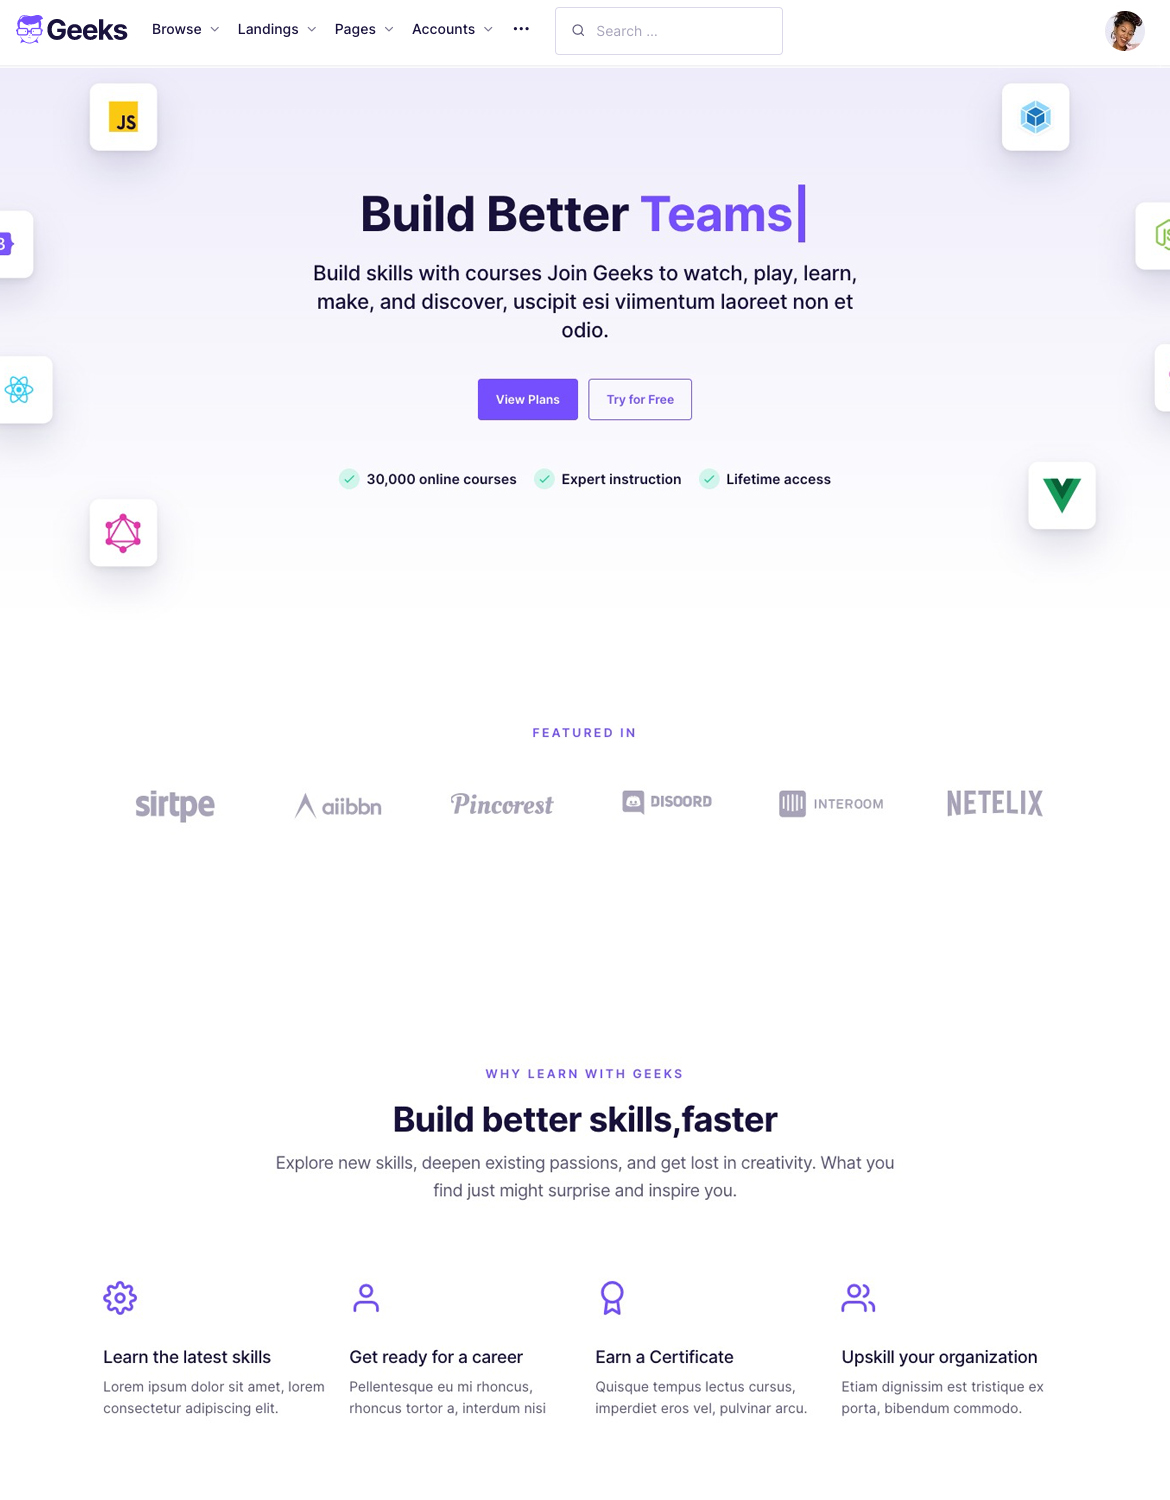 Geeks Browse Landings Pages Accounts ••• Search ...
JS
B
JS
Build Better Teams
Build skills with courses Join Geeks to watch, play, learn,
make, and discover, uscipit esi viimentum laoreet non et
odio.
View Plans Try for Free
30,000 online courses Expert instruction Lifetime access
FEATURED IN
sirtpe aiibbn Pincorest DISOORD INTEROOM NETELIX
WHY LEARN WITH GEEKS
Build better skills,faster
Explore new skills, deepen existing passions, and get lost in creativity. What you
find just might surprise and inspire you.
Learn the latest skills
Lorem ipsum dolor sit amet, lorem
consectetur adipiscing elit.
Get ready for a career
Pellentesque eu mi rhoncus,
rhoncus tortor a, interdum nisi
Earn a Certificate
Quisque tempus lectus cursus,
imperdiet eros vel, pulvinar arcu.
Upskill your organization
Etiam dignissim est tristique ex
porta, bibendum commodo.